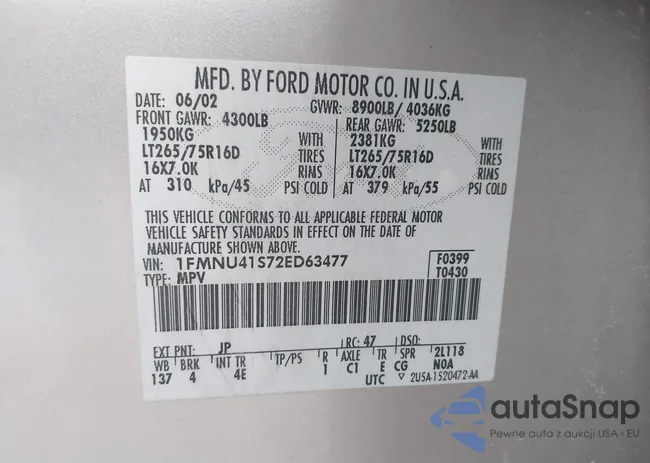 MFD. BY FORD MOTOR CO. IN U.S.A.
DATE: 06/02 GVWR: 8900LB/ 4036KG
FRONT GAWR: 4300LB REAR GAWR: 5250LB
1950KG WITH 2381KG WITH
LT265/75R16D TIRES LT265/75R16D TIRES
16X7.0K RIMS 16X7.0K RIMS
AT 310 kPa/45 PSI COLD AT 379 kPa/55 PSI COLD
THIS VEHICLE CONFORMS TO ALL APPLICABLE FEDERAL MOTOR
VEHICLE SAFETY STANDARDS IN EFFECT ON THE DATE OF
MANUFACTURE SHOWN ABOVE.
VIN: 1FMNU41S72ED63477 F0399
TYPE: MPV T0430
EXT PNT: JP RC: 47 DSO:
WB BRK INT TR TP/PS R AXLE TR SPR 2L118
137 4 4E 1 C1 E CG N0A
UTC ▽ 2U5A-1520472-AA
autaSnap
Pewne auta z aukcji USA i EU